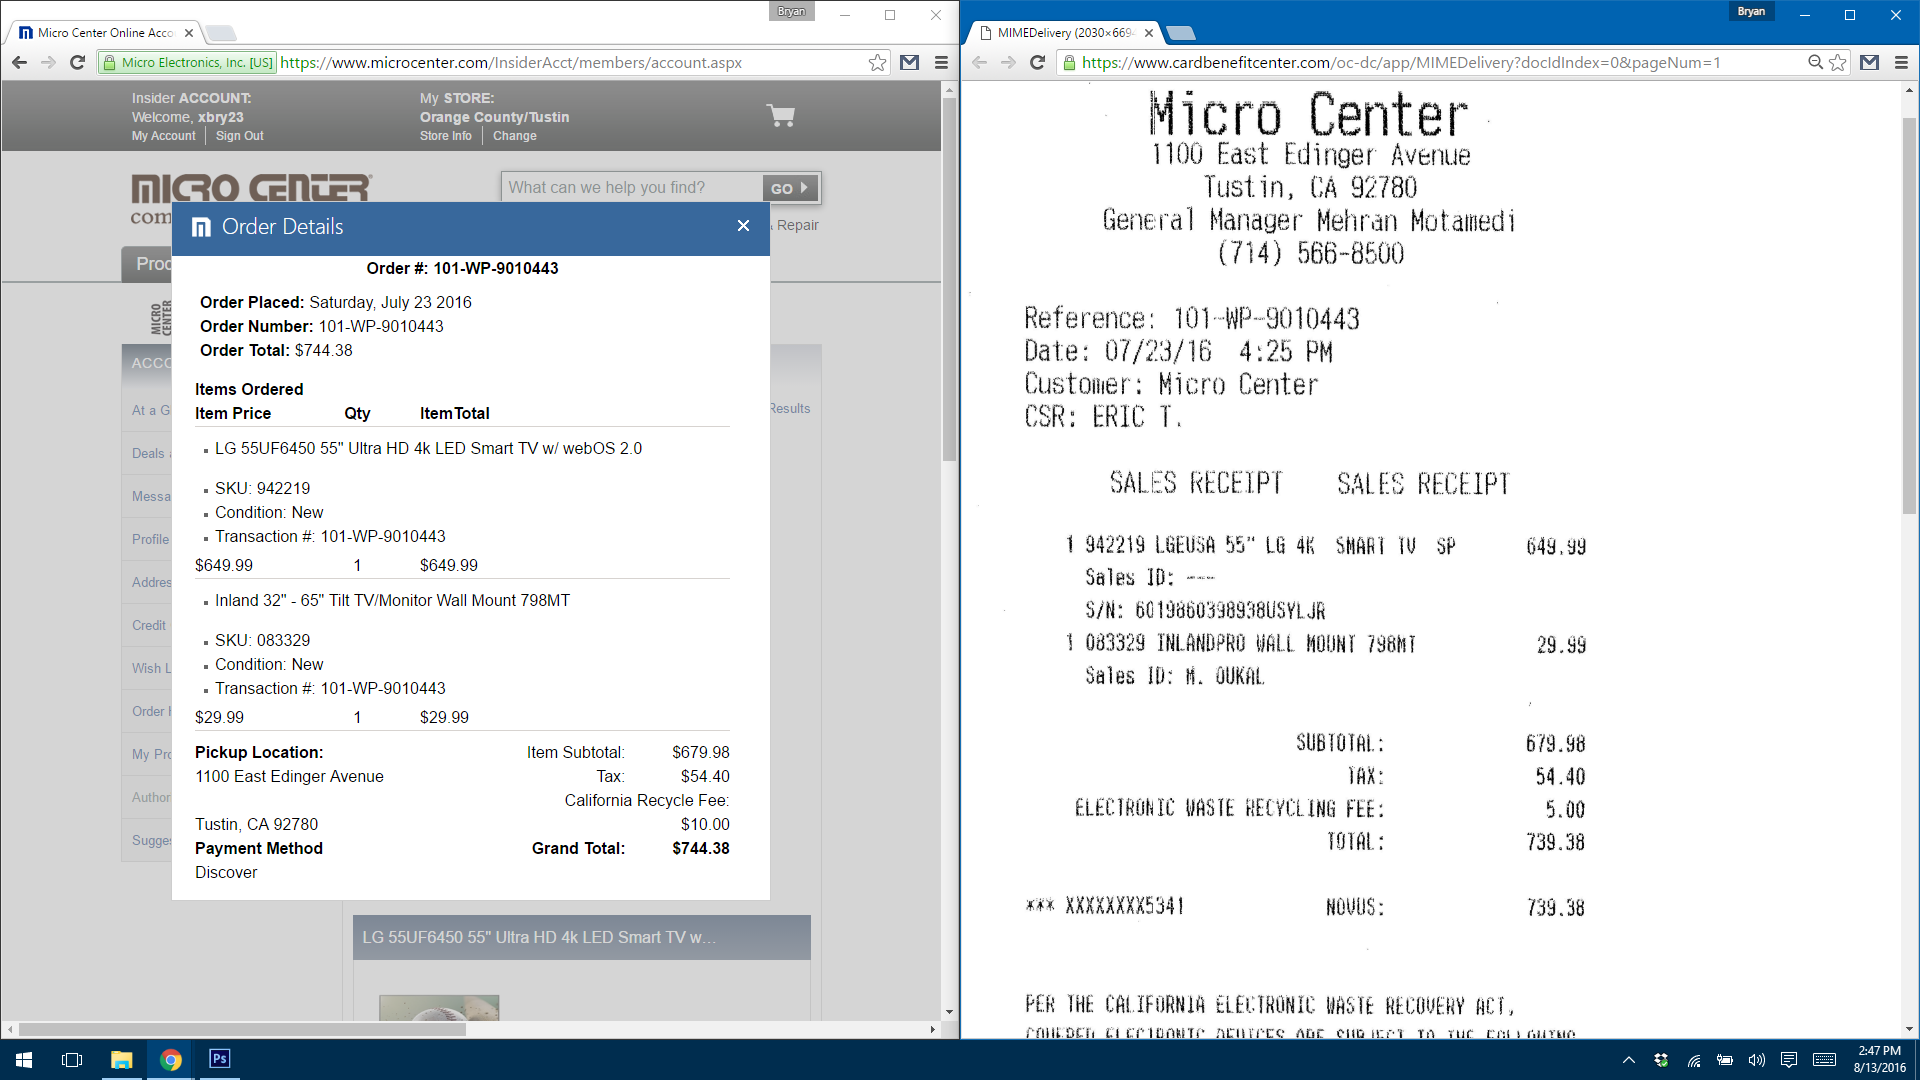 Bryan
Micro Center Online Acco
Micro Electronics, Inc. [US]
https://www.microcenter.com/InsiderAcct/members/account.aspx
Insider ACCOUNT:
Welcome, xbry23
My Account
Sign Out
My STORE:
Orange County/Tustin
Store Info
Change
MICRO CENTER
com
What can we help you find?
GO
Repair
Proc
MICRO CENTER
ACCO
At a G
Deals
Messa
Profile
Addres
Credit
Wish L
Order
My Pro
Author
Sugges
Results
Order Details
Order #: 101-WP-9010443
Order Placed: Saturday, July 23 2016
Order Number: 101-WP-9010443
Order Total: $744.38
Items Ordered
Item Price Qty ItemTotal
LG 55UF6450 55" Ultra HD 4k LED Smart TV w/ webOS 2.0
SKU: 942219
Condition: New
Transaction #: 101-WP-9010443
$649.99 1 $649.99
Inland 32" - 65" Tilt TV/Monitor Wall Mount 798MT
SKU: 083329
Condition: New
Transaction #: 101-WP-9010443
$29.99 1 $29.99
Pickup Location: Item Subtotal: $679.98
1100 East Edinger Avenue Tax: $54.40
California Recycle Fee:
Tustin, CA 92780 $10.00
Payment Method Grand Total: $744.38
Discover
LG 55UF6450 55" Ultra HD 4k LED Smart TV w...
Bryan
MIMEDelivery (2030×669
https://www.cardbenefitcenter.com/oc-dc/app/MIMEDelivery?docIdIndex=0&pageNum=1
Micro Center
1100 East Edinger Avenue
Tustin, CA 92780
General Manager Mehran Motamedi
(714) 566-8500
Reference: 101-WP-9010443
Date: 07/23/16 4:25 PM
Customer: Micro Center
CSR: ERIC T.
SALES RECEIPT SALES RECEIPT
1 942219 LGEUSA 55" LG 4K SMART TV SP 649.99
Sales ID: ---
S/N: 6019860398938USYLJR
1 083329 INLANDPRO WALL MOUNT 798MT 29.99
Sales ID: M. OUKAL
SUBTOTAL: 679.98
TAX: 54.40
ELECTRONIC WASTE RECYCLING FEE: 5.00
TOTAL: 739.38
*** XXXXXXXX5341 NOVUS: 739.38
PER THE CALIFORNIA ELECTRONIC WASTE RECOVERY ACT,
COVERED ELECTRONIC DEVICES ARE SUBJECT TO THE FOLLOWING
Ps
2:47 PM
8/13/2016